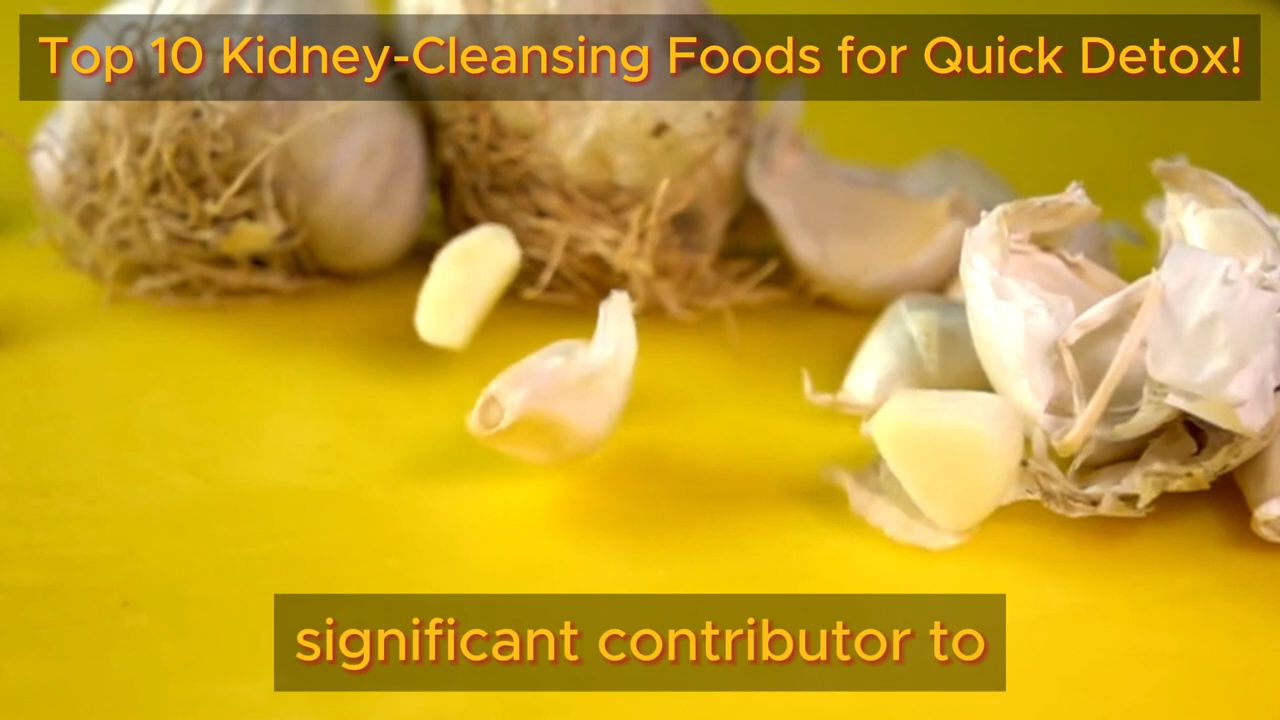 Top 10 Kidney-Cleansing Foods for Quick Detox!
significant contributor to